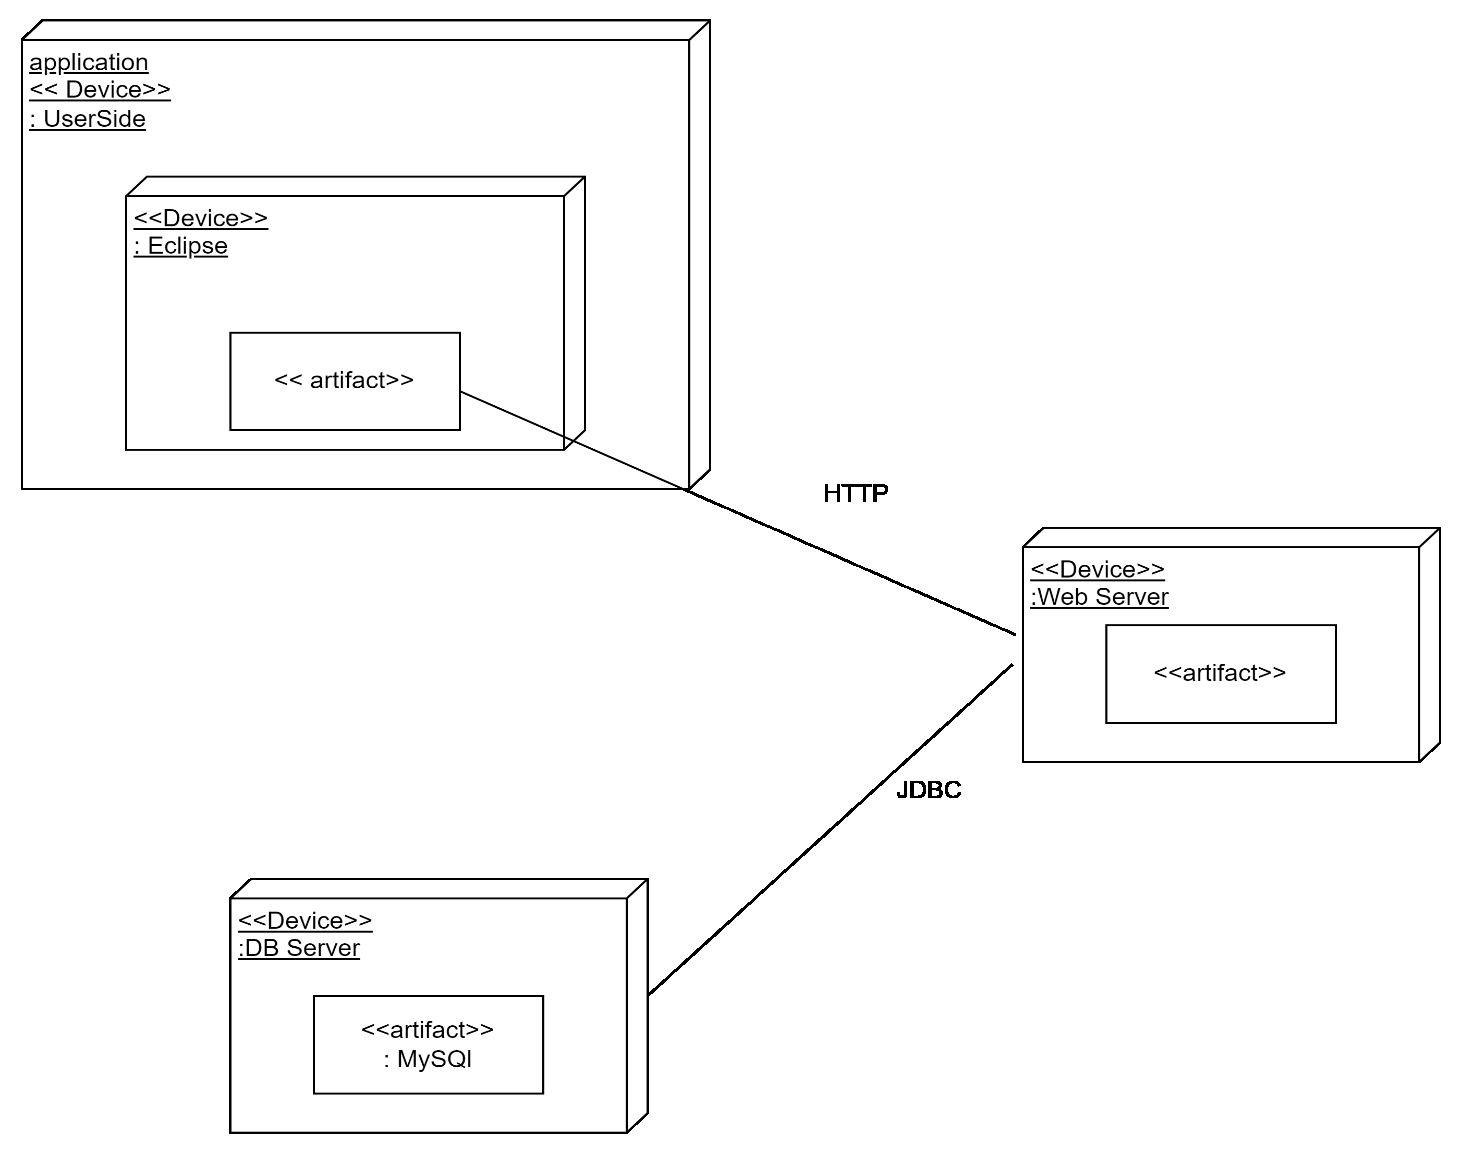 application
<< Device>>
: UserSide
<<Device>>
: Eclipse
<< artifact>>
HTTP
<<Device>>
:Web Server
<<artifact>>
JDBC
<<Device>>
:DB Server
<<artifact>>
: MySQl